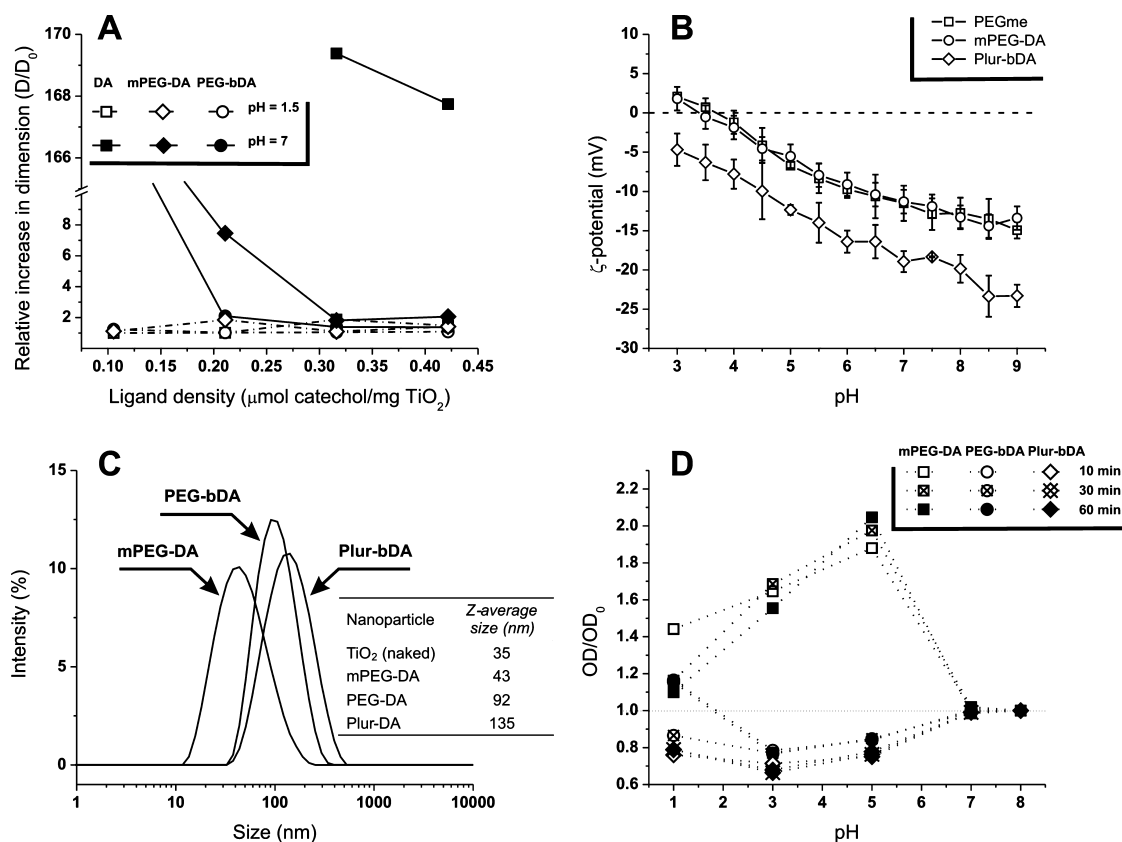 A
Relative increase in dimension (D/D₀)
170
168
166
8
6
4
2
DA mPEG-DA PEG-bDA
pH = 1.5
pH = 7
0.10 0.15 0.20 0.25 0.30 0.35 0.40 0.45
Ligand density (μmol catechol/mg TiO₂)
B
PEGme
mPEG-DA
Plur-bDA
ζ-potential (mV)
10
5
0
-5
-10
-15
-20
-25
-30
3 4 5 6 7 8 9
pH
C
Intensity (%)
15
10
5
0
PEG-bDA
mPEG-DA
Plur-bDA
Nanoparticle Z-average size (nm)
TiO₂ (naked) 35
mPEG-DA 43
PEG-DA 92
Plur-DA 135
1 10 100 1000 10000
Size (nm)
D
mPEG-DA PEG-bDA Plur-bDA
10 min
30 min
60 min
OD/OD₀
2.2
2.0
1.8
1.6
1.4
1.2
1.0
0.8
0.6
1 2 3 4 5 6 7 8
pH